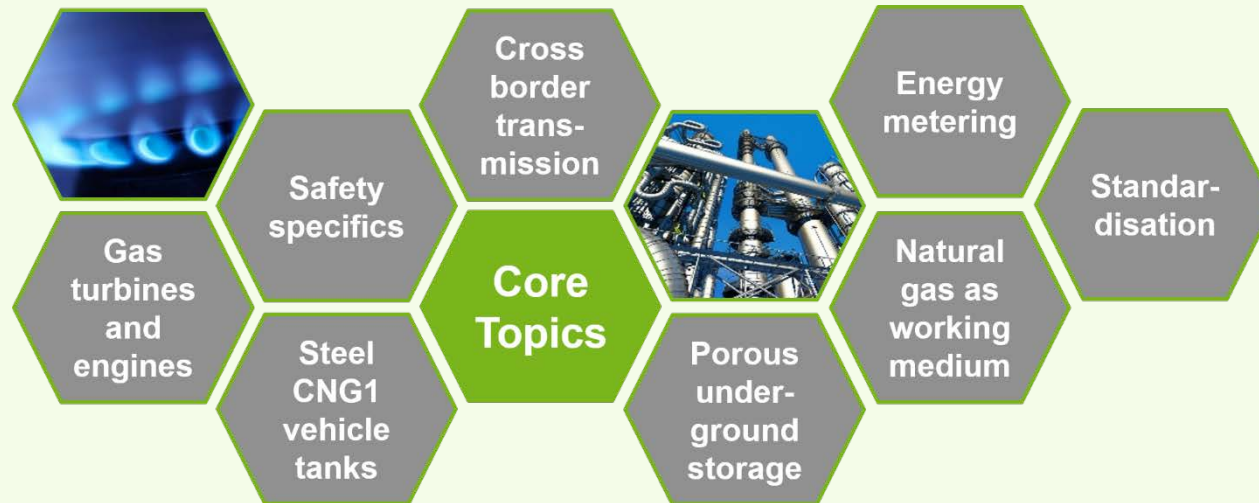 Cross
border
trans-
mission
Energy
metering
Safety
specifics
Standar-
disation
Gas
turbines
and
engines
Core
Topics
Natural
gas as
working
medium
Steel
CNG1
vehicle
tanks
Porous
under-
ground
storage